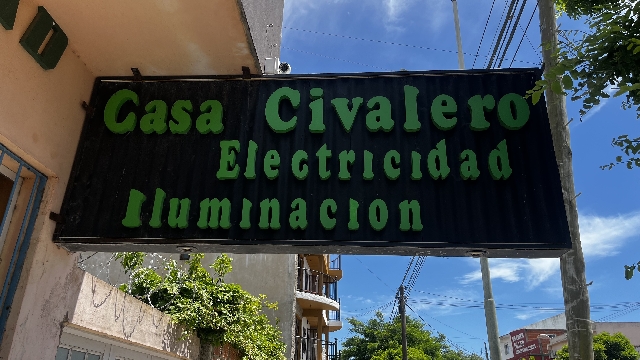 Casa Civalero
Electricidad
Iluminacion